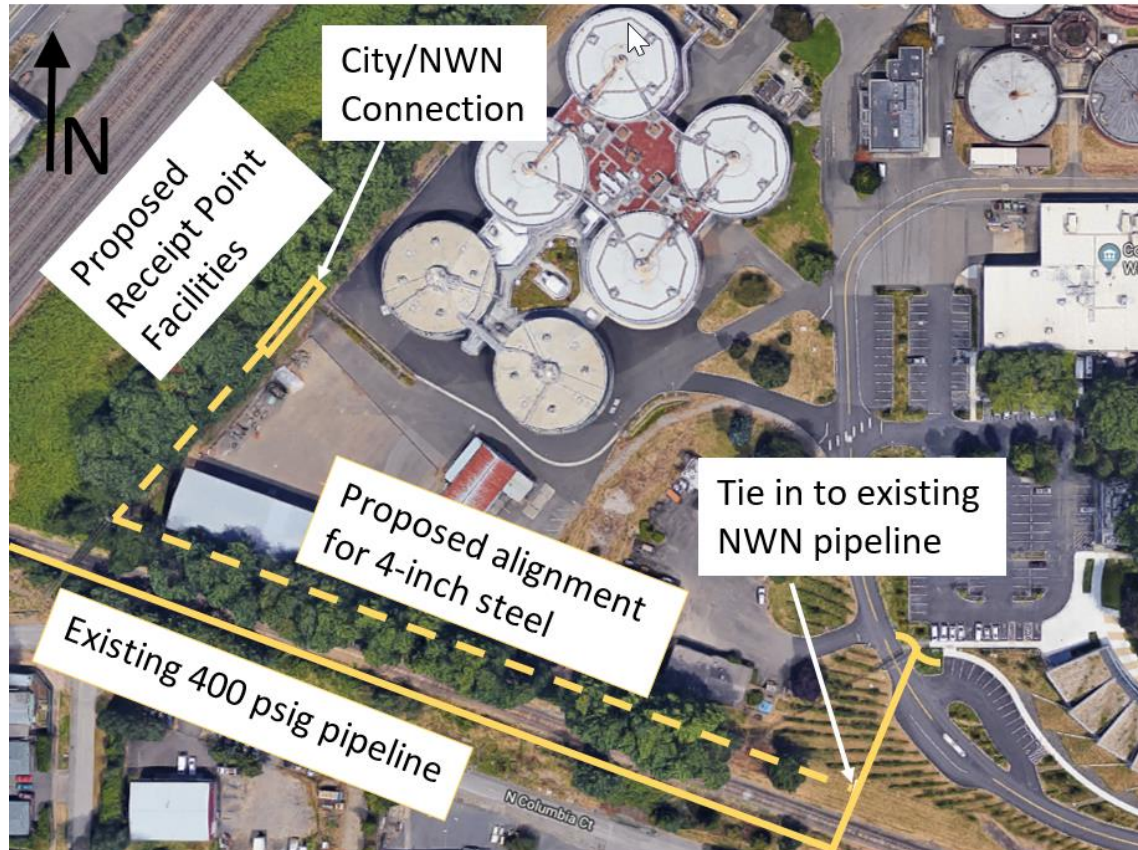 City/NWN
Connection
N
Proposed
Receipt Point
Facilities
Proposed alignment
for 4-inch steel
Tie in to existing
NWN pipeline
Existing 400 psig pipeline
N Columbia Ct